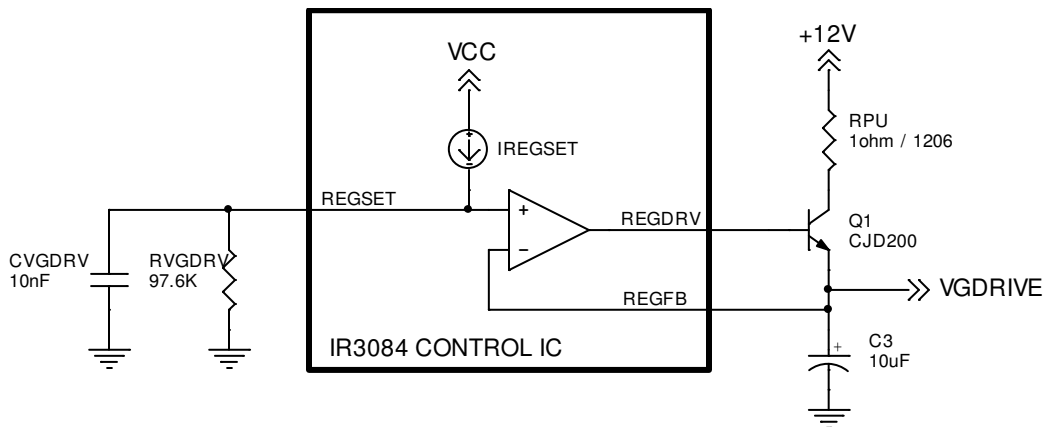 +12V
VCC
RPU
1ohm / 1206
+
-
IREGSET
REGSET
+
-
REGDRV
Q1
CJD200
CVGDRV
10nF
RVGDRV
97.6K
VGDRIVE
REGFB
IR3084 CONTROL IC
+
C3
10uF